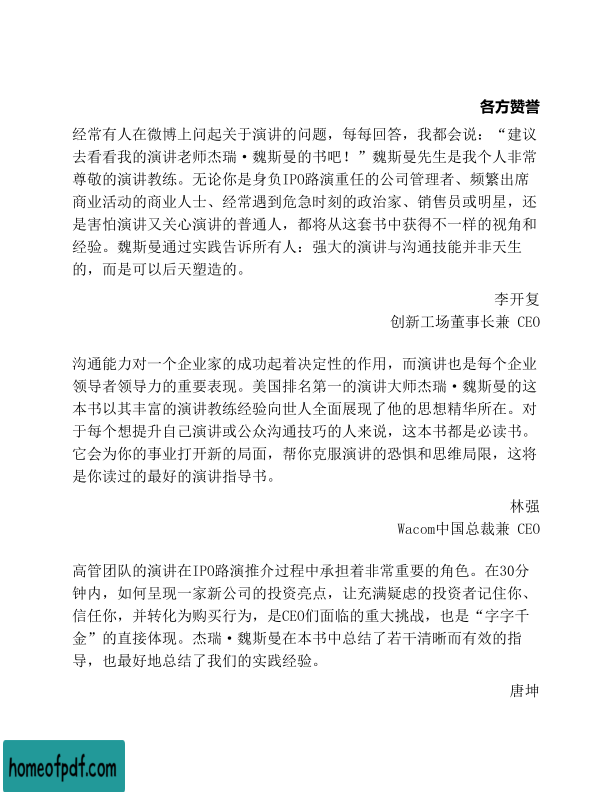 各方赞誉
经常有人在微博上问起关于演讲的问题，每每回答，我都会说：“建议
去看看我的演讲老师杰瑞·魏斯曼的书吧！”魏斯曼先生是我个人非常
尊敬的演讲教练。无论你是身负IPO路演重任的公司管理者、频繁出席
商业活动的商业人士、经常遇到危急时刻的政治家、销售员或明星，还
是害怕演讲又关心演讲的普通人，都将从这套书中获得不一样的视角和
经验。魏斯曼通过实践告诉所有人：强大的演讲与沟通技能并非天生
的，而是可以后天塑造的。
李开复
创新工场董事长兼 CEO
沟通能力对一个企业家的成功起着决定性的作用，而演讲也是每个企业
领导者领导力的重要表现。美国排名第一的演讲大师杰瑞·魏斯曼的这
本书以其丰富的演讲教练经验向世人全面展现了他的思想精华所在。对
于每个想提升自己演讲或公众沟通技巧的人来说，这本书都是必读书。
它会为你的事业打开新的局面，帮你克服演讲的恐惧和思维局限，这将
是你读过的最好的演讲指导书。
林强
Wacom中国总裁兼 CEO
高管团队的演讲在IPO路演推介过程中承担着非常重要的角色。在30分
钟内，如何呈现一家新公司的投资亮点，让充满疑虑的投资者记住你、
信任你，并转化为购买行为，是CEO们面临的重大挑战，也是“字字千
金”的直接体现。杰瑞·魏斯曼在本书中总结了若干清晰而有效的指
导，也最好地总结了我们的实践经验。
唐坤
homeofpdf.com